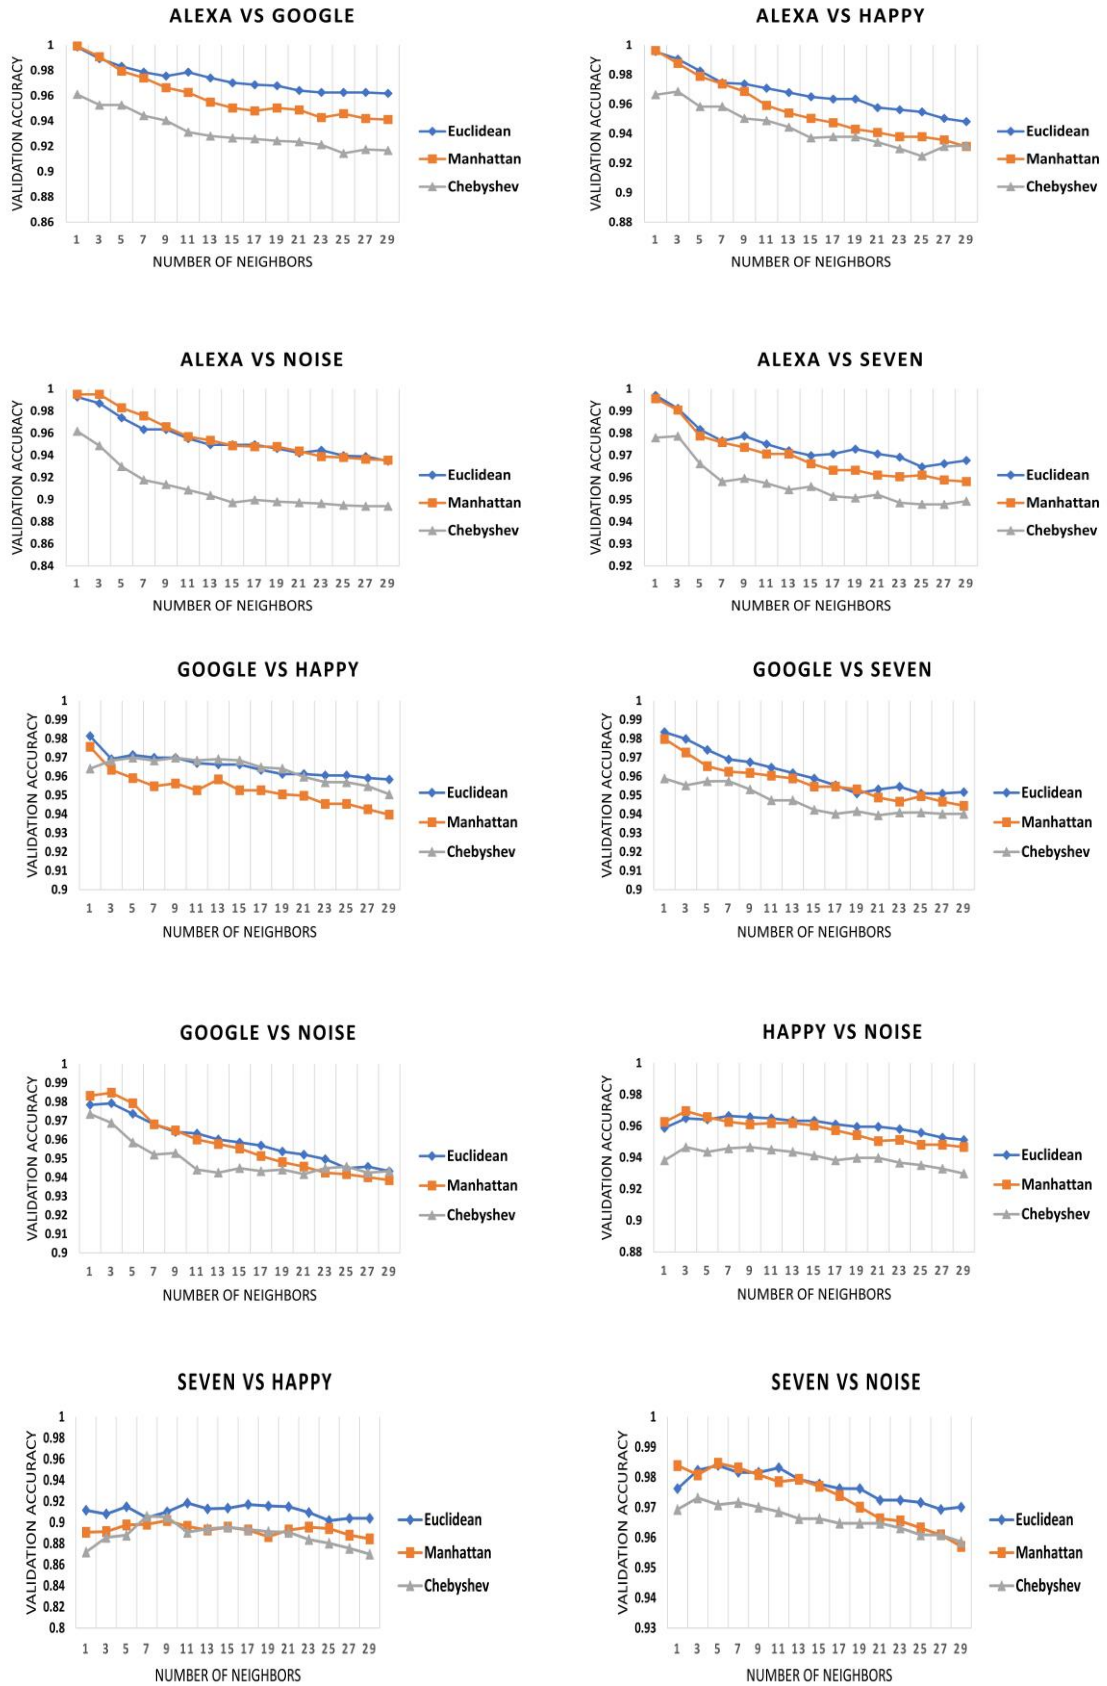 ALEXA VS GOOGLE
VALIDATION ACCURACY
1
0.98
0.96
0.94
0.92
0.9
0.88
0.86
1 3 5 7 9 11 13 15 17 19 21 23 25 27 29
NUMBER OF NEIGHBORS
Euclidean
Manhattan
Chebyshev
ALEXA VS HAPPY
VALIDATION ACCURACY
1
0.98
0.96
0.94
0.92
0.9
0.88
1 3 5 7 9 11 13 15 17 19 21 23 25 27 29
NUMBER OF NEIGHBORS
Euclidean
Manhattan
Chebyshev
ALEXA VS NOISE
VALIDATION ACCURACY
1
0.98
0.96
0.94
0.92
0.9
0.88
0.86
0.84
1 3 5 7 9 11 13 15 17 19 21 23 25 27 29
NUMBER OF NEIGHBORS
Euclidean
Manhattan
Chebyshev
ALEXA VS SEVEN
VALIDATION ACCURACY
1
0.99
0.98
0.97
0.96
0.95
0.94
0.93
0.92
1 3 5 7 9 11 13 15 17 19 21 23 25 27 29
NUMBER OF NEIGHBORS
Euclidean
Manhattan
Chebyshev
GOOGLE VS HAPPY
VALIDATION ACCURACY
1
0.99
0.98
0.97
0.96
0.95
0.94
0.93
0.92
0.91
0.9
1 3 5 7 9 11 13 15 17 19 21 23 25 27 29
NUMBER OF NEIGHBORS
Euclidean
Manhattan
Chebyshev
GOOGLE VS SEVEN
VALIDATION ACCURACY
1
0.99
0.98
0.97
0.96
0.95
0.94
0.93
0.92
0.91
0.9
1 3 5 7 9 11 13 15 17 19 21 23 25 27 29
NUMBER OF NEIGHBORS
Euclidean
Manhattan
Chebyshev
GOOGLE VS NOISE
VALIDATION ACCURACY
1
0.99
0.98
0.97
0.96
0.95
0.94
0.93
0.92
0.91
0.9
1 3 5 7 9 11 13 15 17 19 21 23 25 27 29
NUMBER OF NEIGHBORS
Euclidean
Manhattan
Chebyshev
HAPPY VS NOISE
VALIDATION ACCURACY
1
0.98
0.96
0.94
0.92
0.9
0.88
1 3 5 7 9 11 13 15 17 19 21 23 25 27 29
NUMBER OF NEIGHBORS
Euclidean
Manhattan
Chebyshev
SEVEN VS HAPPY
VALIDATION ACCURACY
1
0.98
0.96
0.94
0.92
0.9
0.88
0.86
0.84
0.82
0.8
1 3 5 7 9 11 13 15 17 19 21 23 25 27 29
NUMBER OF NEIGHBORS
Euclidean
Manhattan
Chebyshev
SEVEN VS NOISE
VALIDATION ACCURACY
1
0.99
0.98
0.97
0.96
0.95
0.94
0.93
1 3 5 7 9 11 13 15 17 19 21 23 25 27 29
NUMBER OF NEIGHBORS
Euclidean
Manhattan
Chebyshev